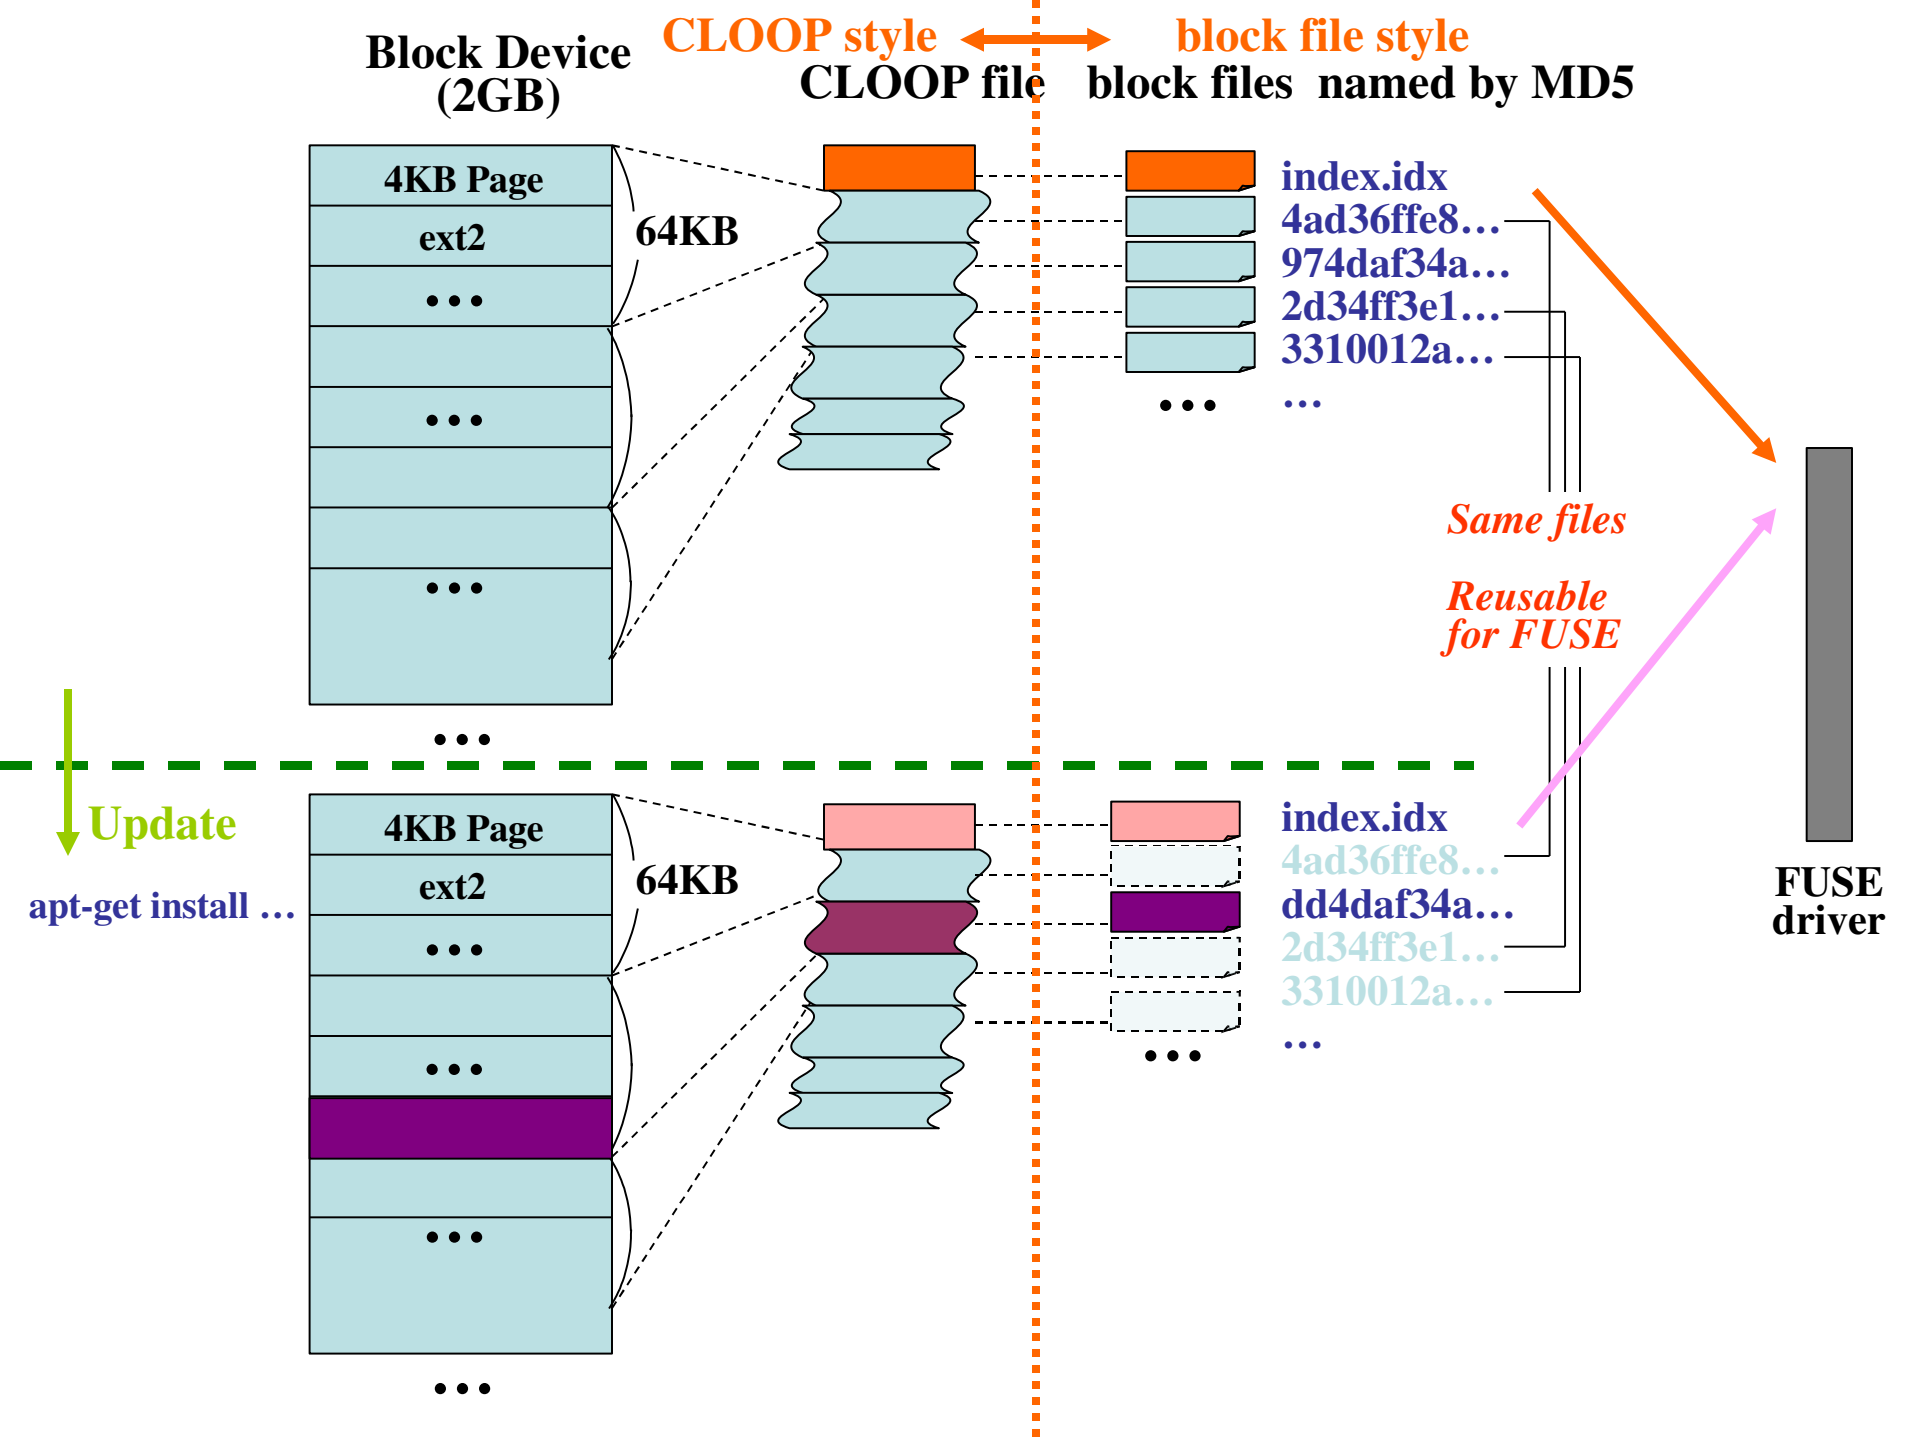 CLOOP style
block file style
Block Device
(2GB)
CLOOP file
block files named by MD5
4KB Page
ext2
•••
•••
•••
•••
64KB
index.idx
4ad36ffe8…
974daf34a…
2d34ff3e1…
3310012a…
•••
…
Same files
Reusable
for FUSE
Update
apt-get install …
4KB Page
ext2
•••
•••
•••
•••
64KB
index.idx
4ad36ffe8…
dd4daf34a…
2d34ff3e1…
3310012a…
•••
…
FUSE
driver